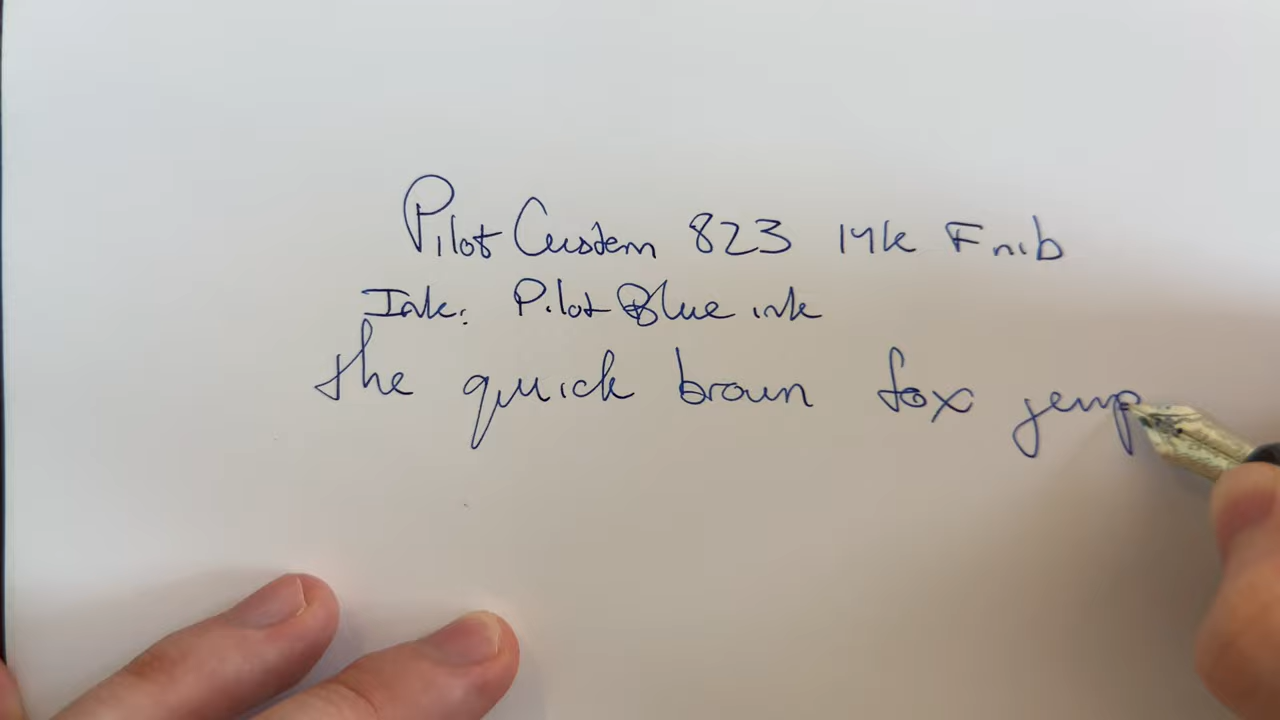 Pilot Custom 823 14k F nib
Ink: Pilot Blue ink
the quick brown fox jump